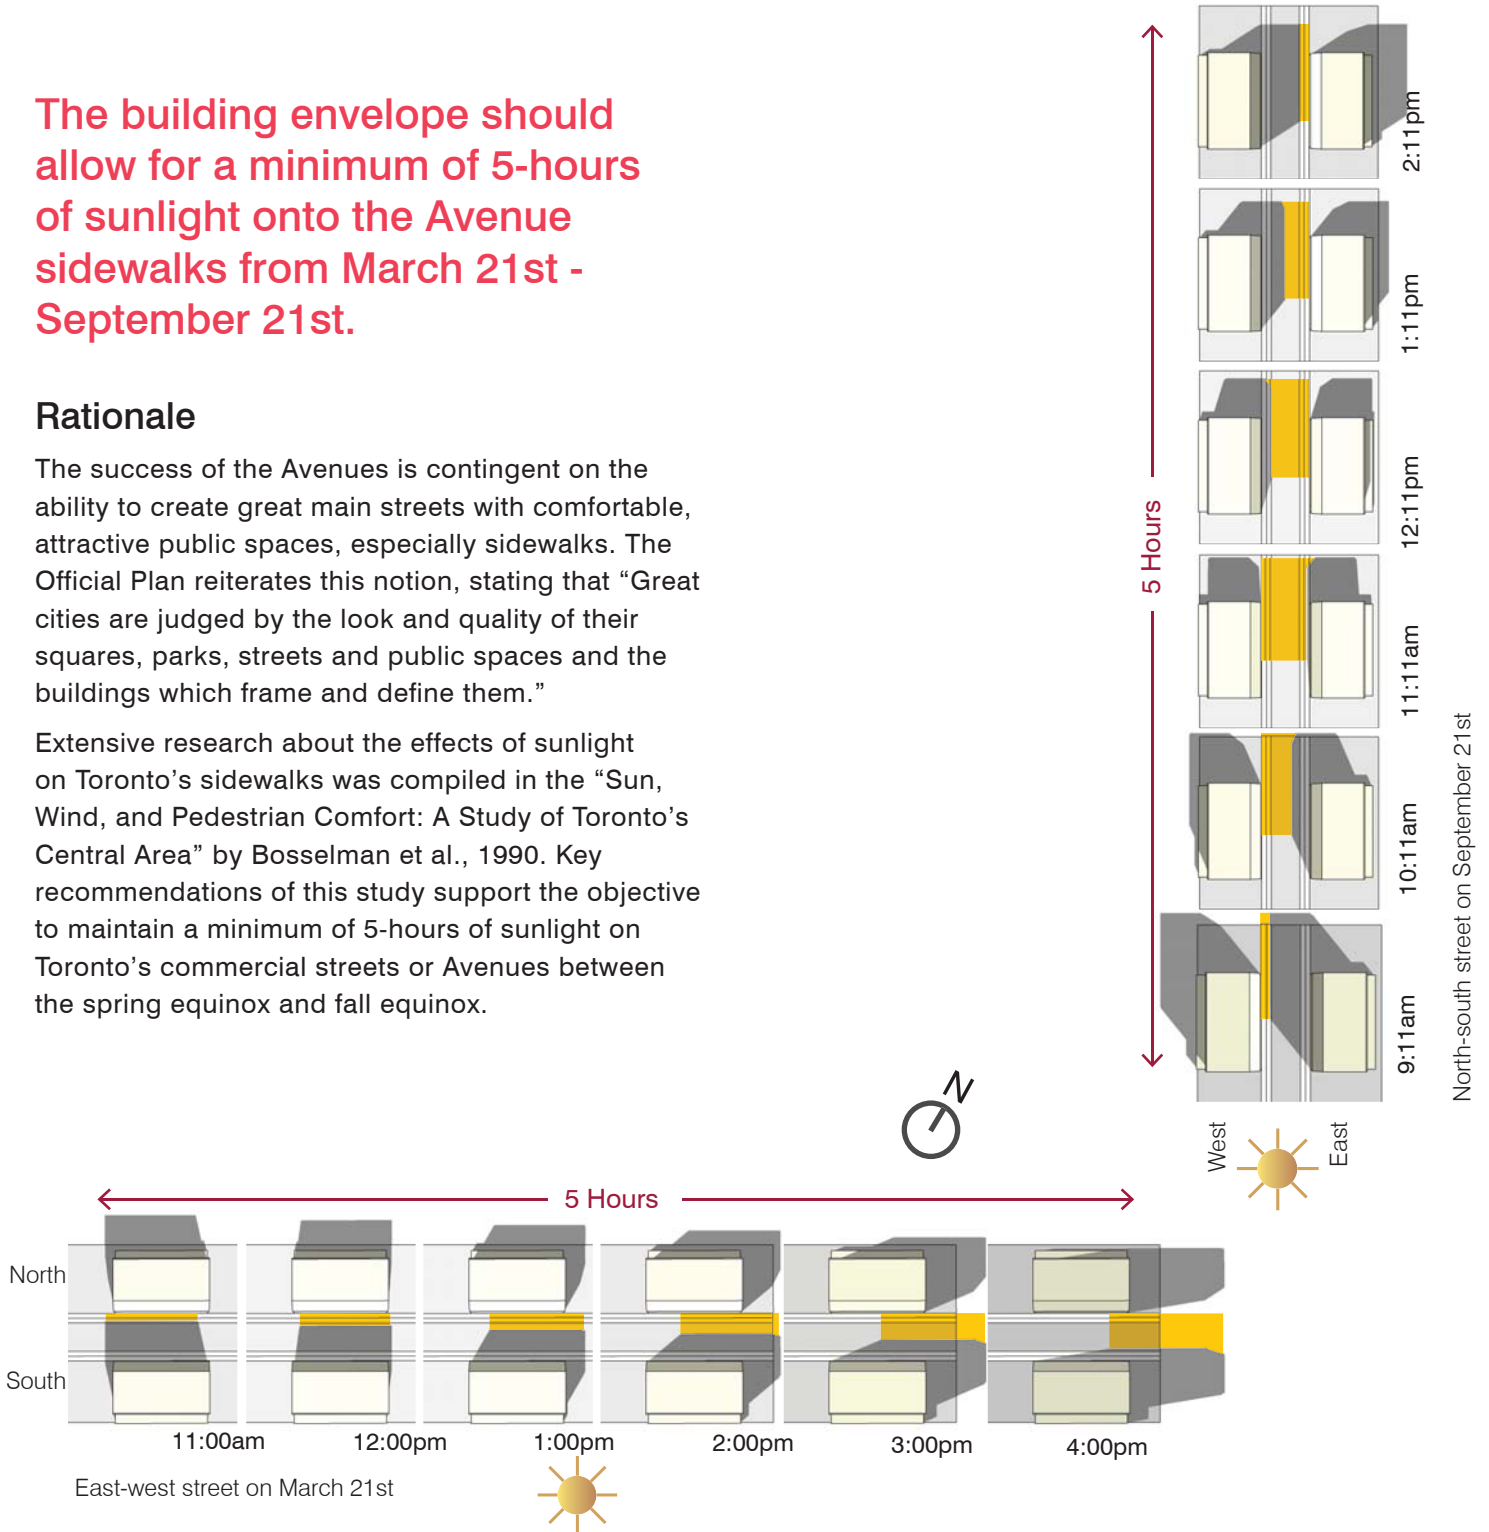 The building envelope should
allow for a minimum of 5-hours
of sunlight onto the Avenue
sidewalks from March 21st -
September 21st.
Rationale
The success of the Avenues is contingent on the
ability to create great main streets with comfortable,
attractive public spaces, especially sidewalks. The
Official Plan reiterates this notion, stating that “Great
cities are judged by the look and quality of their
squares, parks, streets and public spaces and the
buildings which frame and define them.”
Extensive research about the effects of sunlight
on Toronto’s sidewalks was compiled in the “Sun,
Wind, and Pedestrian Comfort: A Study of Toronto’s
Central Area” by Bosselman et al., 1990. Key
recommendations of this study support the objective
to maintain a minimum of 5-hours of sunlight on
Toronto’s commercial streets or Avenues between
the spring equinox and fall equinox.
5 Hours
2:11pm
1:11pm
12:11pm
11:11am
10:11am
9:11am
North-south street on September 21st
West
East
N
5 Hours
North
South
11:00am
12:00pm
1:00pm
2:00pm
3:00pm
4:00pm
East-west street on March 21st